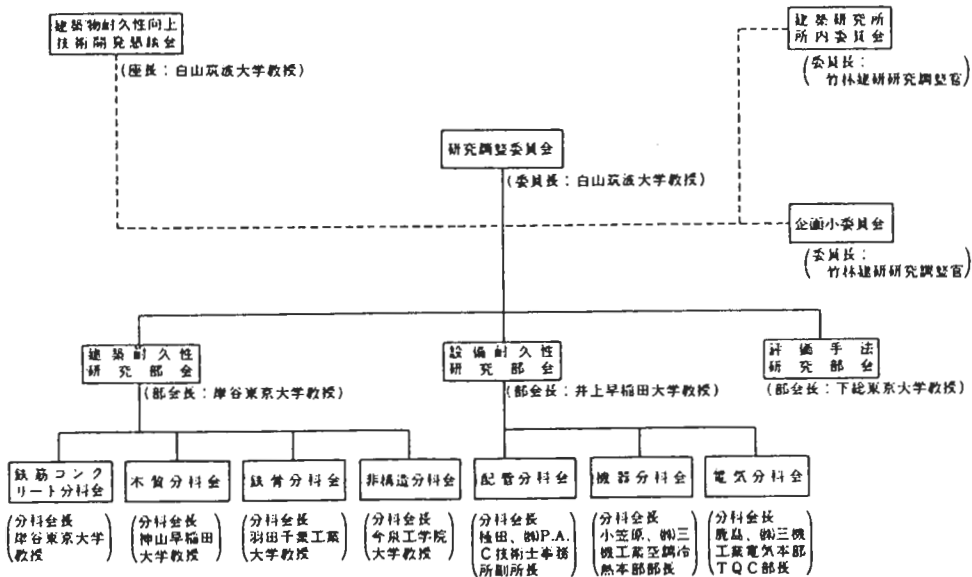 建築物耐久性向上
技術開発懇談会
(座長：白山筑波大学教授)
建築研究所
所内委員会
(委員長：
竹林建研研究調整官)
研究調整委員会
(委員長：白山筑波大学教授)
企画小委員会
(委員長：
竹林建研研究調整官)
建築耐久性
研究部会
(部会長：岸谷東京大学教授)
設備耐久性
研究部会
(部会長：井上早稲田大学教授)
評価手法
研究部会
(部会長：下総東京大学教授)
鉄筋コンク
リート分科会
(分科会長
岸谷東京大学
教授)
木質分科会
(分科会長
神山早稲田
大学教授)
鉄骨分科会
(分科会長
羽田千葉工業
大学教授)
非構造分科会
(分科会長
今泉工学院
大学教授)
配管分科会
(分科会長
植田、㈱P.A.
C技術士事務
所副所長)
機器分科会
(分科会長
小笠原、㈱三
機工業空調冷
熱本部部長)
電気分科会
(分科会長
鹿島、㈱三機
工業電気本部
TQC部長)